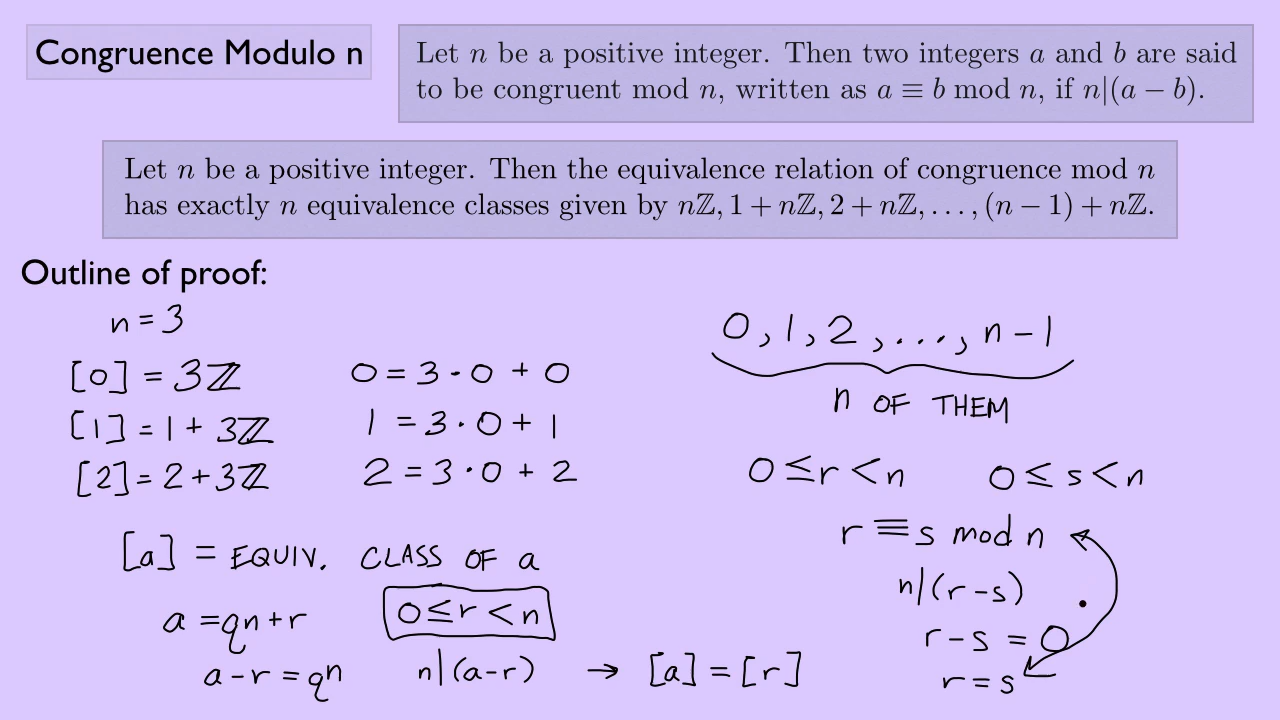 Congruence Modulo n
Let n be a positive integer. Then two integers a and b are said
to be congruent mod n, written as a ≡ b mod n, if n|(a − b).
Let n be a positive integer. Then the equivalence relation of congruence mod n
has exactly n equivalence classes given by nℤ, 1 + nℤ, 2 + nℤ, . . . , (n − 1) + nℤ.
Outline of proof:
n = 3
[0] = 3ℤ
[1] = 1 + 3ℤ
[2] = 2 + 3ℤ
0 = 3 · 0 + 0
1 = 3 · 0 + 1
2 = 3 · 0 + 2
[a] = EQUIV. CLASS OF a
a = qn + r
0 ≤ r < n
a - r = qn
n|(a-r)
→ [a] = [r]
0, 1, 2, ..., n - 1
n OF THEM
0 ≤ r < n
0 ≤ s < n
r ≡ s mod n
n|(r - s)
r - s = 0
r = s